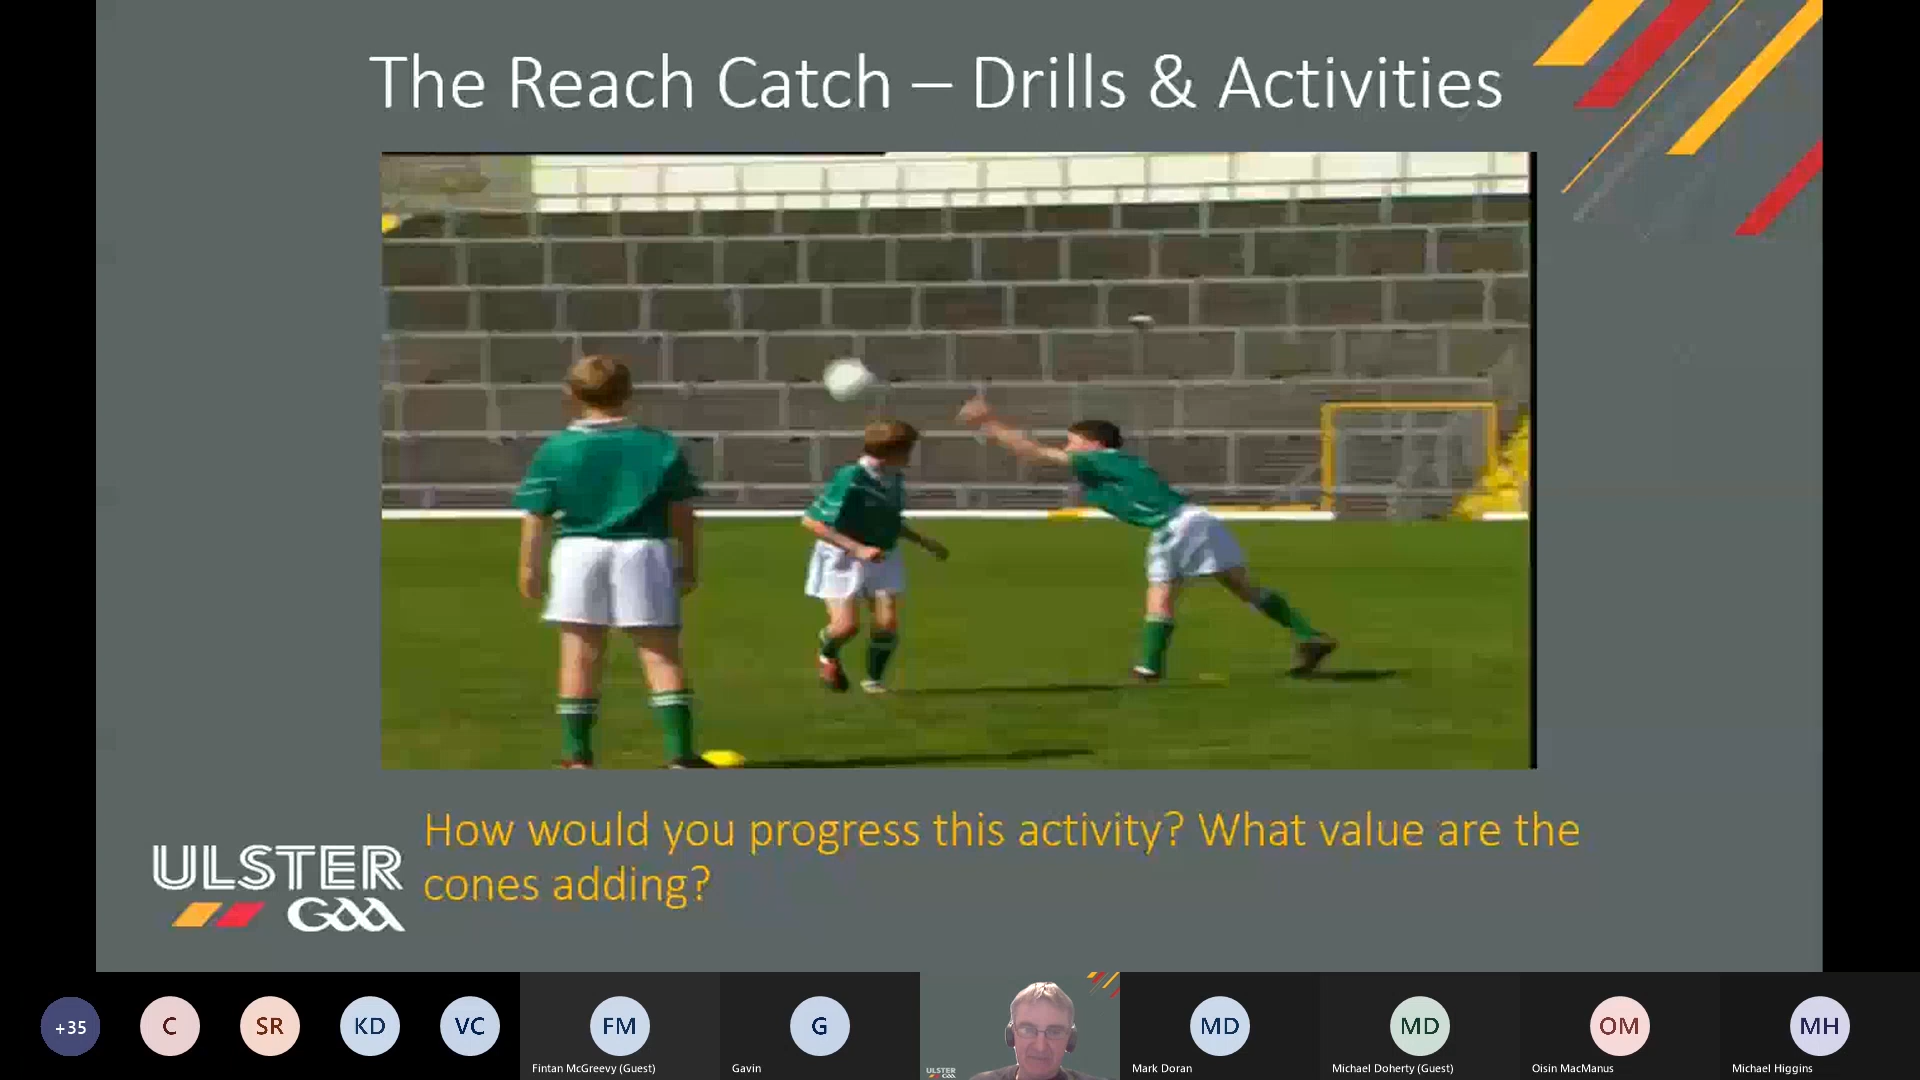 The Reach Catch – Drills & Activities
How would you progress this activity? What value are the
cones adding?
ULSTER
GAA
+35
C
SR
KD
VC
FM
Fintan McGreevy (Guest)
G
Gavin
ULSTER
GAA
MD
Mark Doran
MD
Michael Doherty (Guest)
OM
Oisin MacManus
MH
Michael Higgins